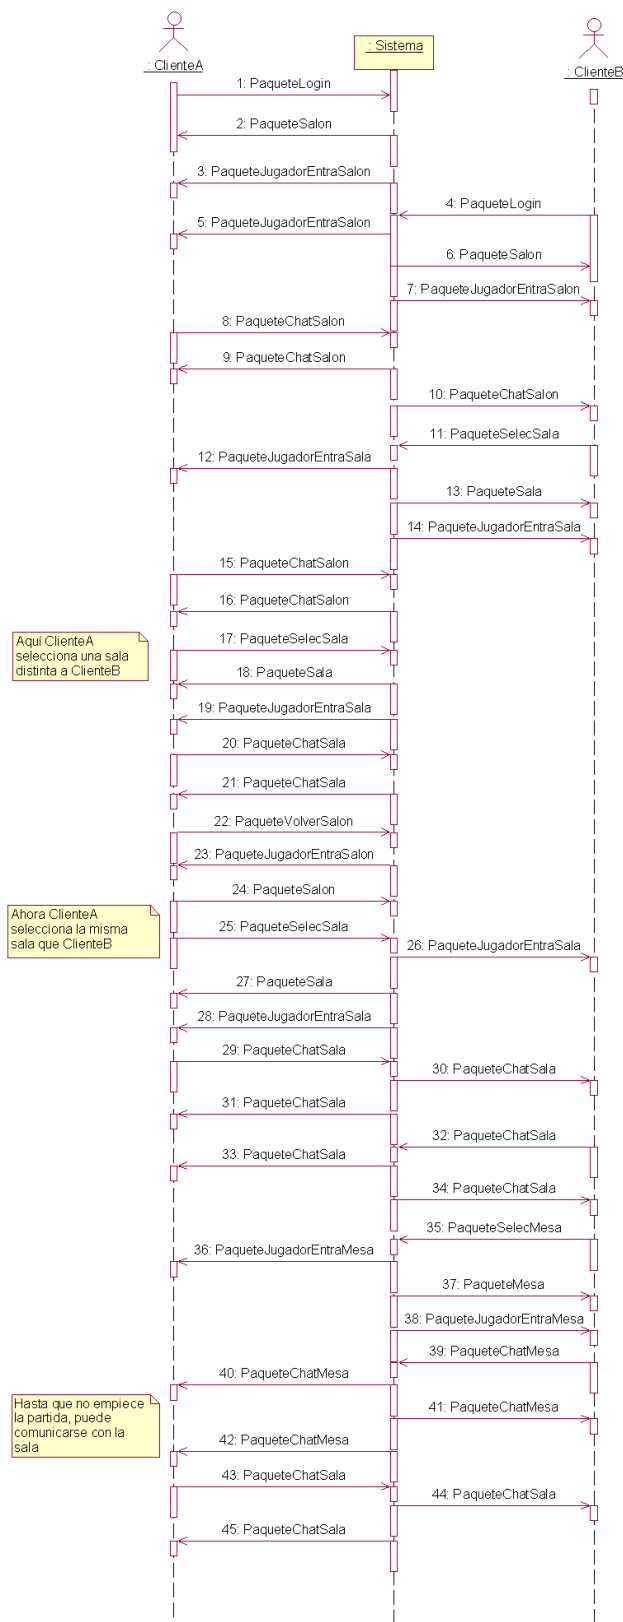 : ClienteA
: Sistema
: ClienteB
1: PaqueteLogin
2: PaqueteSalon
3: PaqueteJugadorEntraSalon
4: PaqueteLogin
5: PaqueteJugadorEntraSalon
6: PaqueteSalon
7: PaqueteJugadorEntraSalon
8: PaqueteChatSalon
9: PaqueteChatSalon
10: PaqueteChatSalon
11: PaqueteSelecSala
12: PaqueteJugadorEntraSala
13: PaqueteSala
14: PaqueteJugadorEntraSala
15: PaqueteChatSalon
16: PaqueteChatSalon
Aquí ClienteA
selecciona una sala
distinta a ClienteB
17: PaqueteSelecSala
18: PaqueteSala
19: PaqueteJugadorEntraSala
20: PaqueteChatSala
21: PaqueteChatSala
22: PaqueteVolverSalon
23: PaqueteJugadorEntraSalon
24: PaqueteSalon
Ahora ClienteA
selecciona la misma
sala que ClienteB
25: PaqueteSelecSala
26: PaqueteJugadorEntraSala
27: PaqueteSala
28: PaqueteJugadorEntraSala
29: PaqueteChatSala
30: PaqueteChatSala
31: PaqueteChatSala
32: PaqueteChatSala
33: PaqueteChatSala
34: PaqueteChatSala
35: PaqueteSelecMesa
36: PaqueteJugadorEntraMesa
37: PaqueteMesa
38: PaqueteJugadorEntraMesa
39: PaqueteChatMesa
40: PaqueteChatMesa
Hasta que no empiece
la partida, puede
comunicarse con la
sala
41: PaqueteChatMesa
42: PaqueteChatMesa
43: PaqueteChatSala
44: PaqueteChatSala
45: PaqueteChatSala